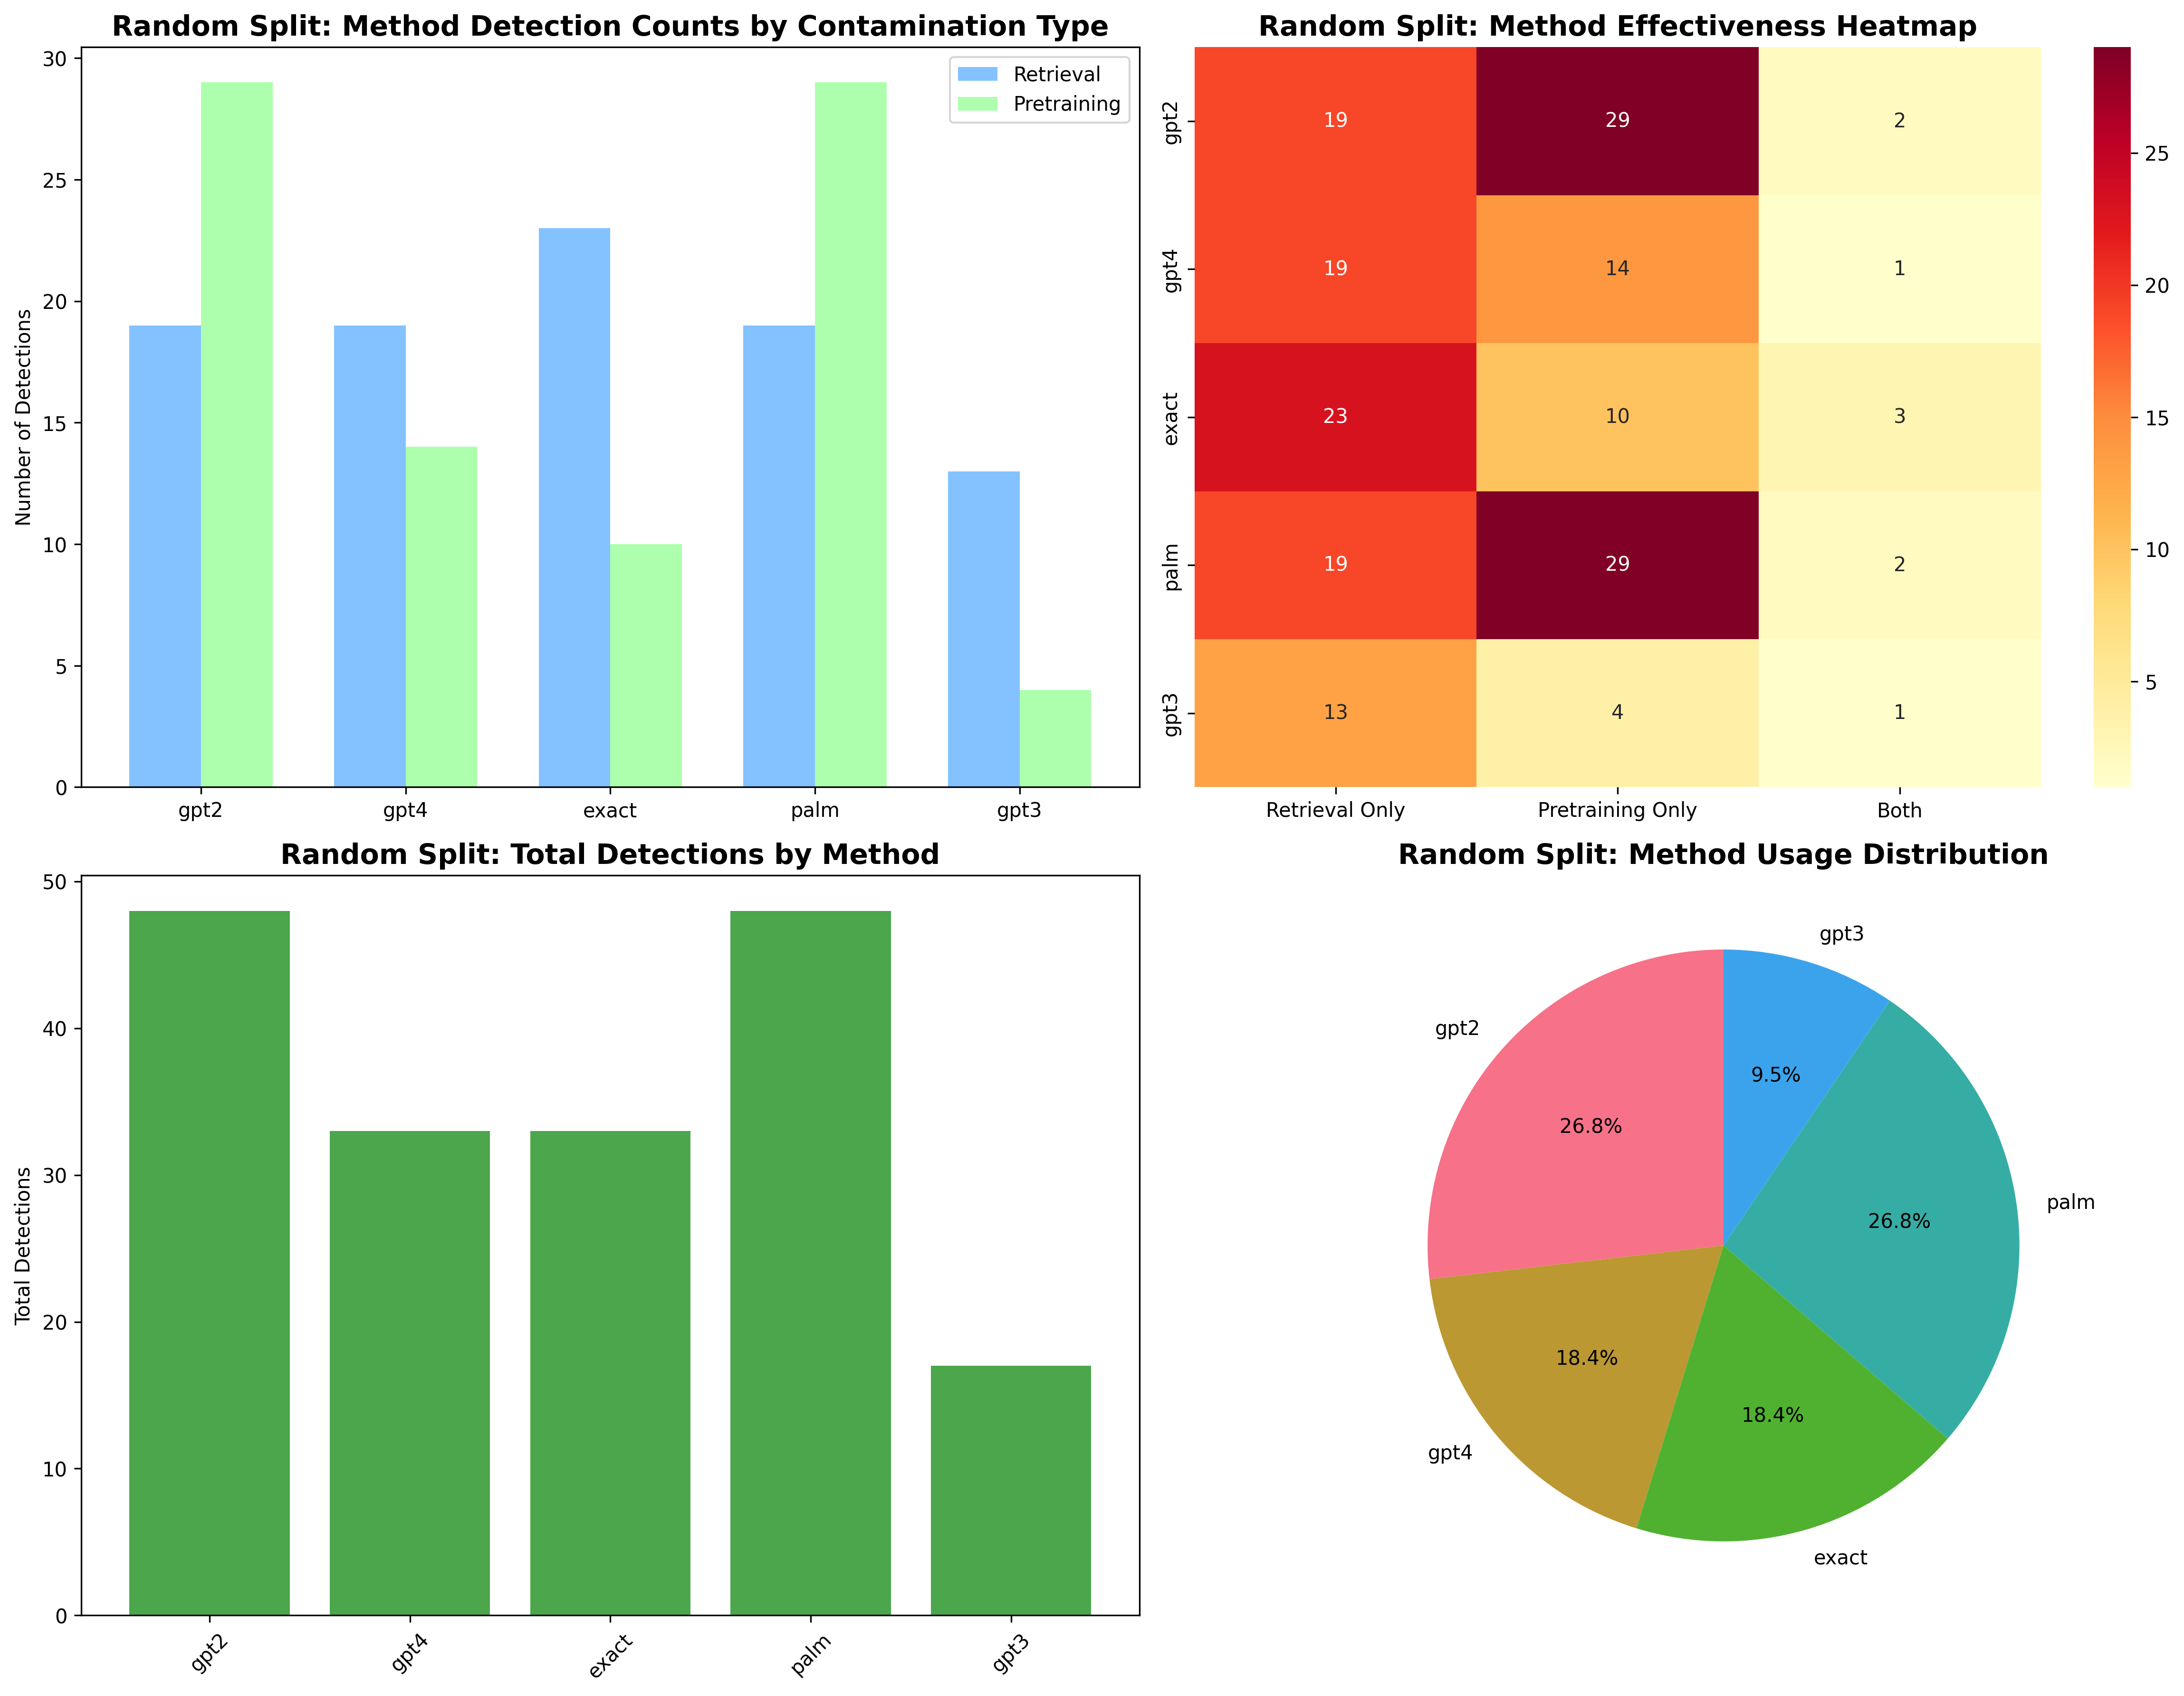 Random Split: Method Detection Counts by Contamination Type
Number of Detections
30
25
20
15
10
5
0
Retrieval
Pretraining
gpt2 gpt4 exact palm gpt3
Random Split: Method Effectiveness Heatmap
gpt2 19 29 2
gpt4 19 14 1
exact 23 10 3
palm 19 29 2
gpt3 13 4 1
Retrieval Only Pretraining Only Both
25
20
15
10
5
Random Split: Total Detections by Method
Total Detections
50
40
30
20
10
0
gpt2 gpt4 exact palm gpt3
Random Split: Method Usage Distribution
gpt3
9.5%
gpt2
26.8%
palm
26.8%
gpt4
18.4%
exact
18.4%